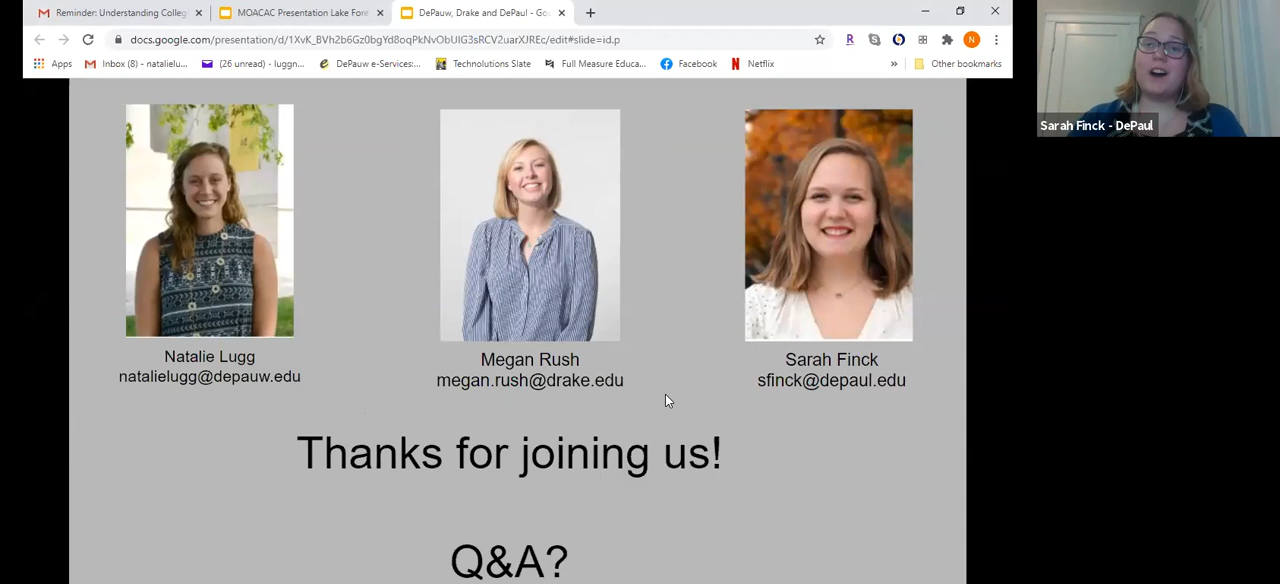 Reminder: Understanding Colleg
MOACAC Presentation Lake Fore
DePauw, Drake and DePaul - Goo
docs.google.com/presentation/d/1XvK_BVh2b6Gz0bgYd8oqPkNvObUIG3sRCV2uarXJREc/edit#slide=id.p
R
N
Apps
Inbox (8) - natalielu...
(26 unread) - luggn...
DePauw e-Services:...
Technolutions Slate
Full Measure Educa...
Facebook
Netflix
»
Other bookmarks
Sarah Finck - DePaul
Natalie Lugg
natalielugg@depauw.edu
Megan Rush
megan.rush@drake.edu
Sarah Finck
sfinck@depaul.edu
Thanks for joining us!
Q&A?